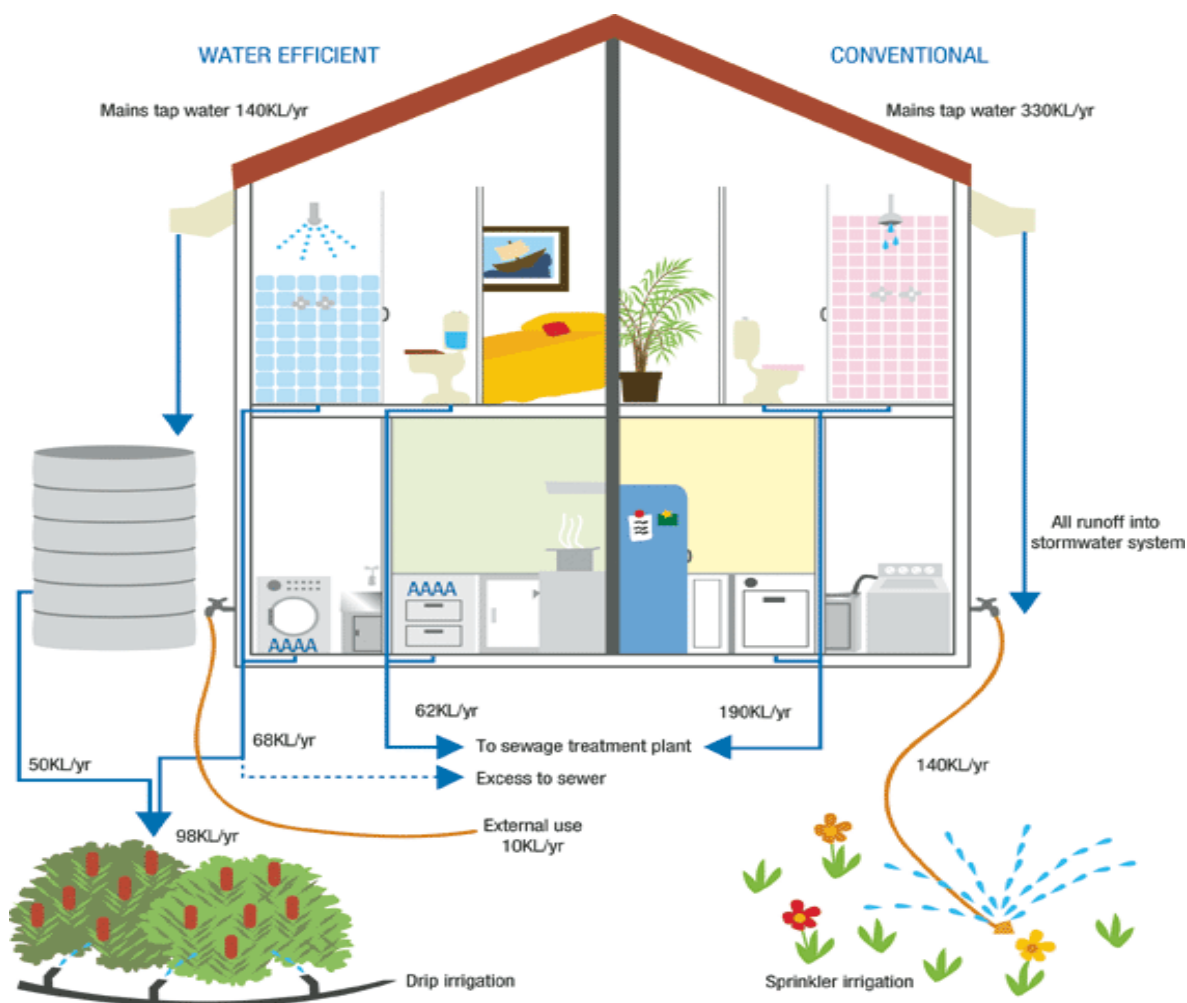 WATER EFFICIENT
CONVENTIONAL
Mains tap water 140KL/yr
Mains tap water 330KL/yr
All runoff into
stormwater system
AAAA
AAAA
62KL/yr
190KL/yr
68KL/yr
To sewage treatment plant
50KL/yr
140KL/yr
Excess to sewer
External use
10KL/yr
98KL/yr
Drip irrigation
Sprinkler irrigation